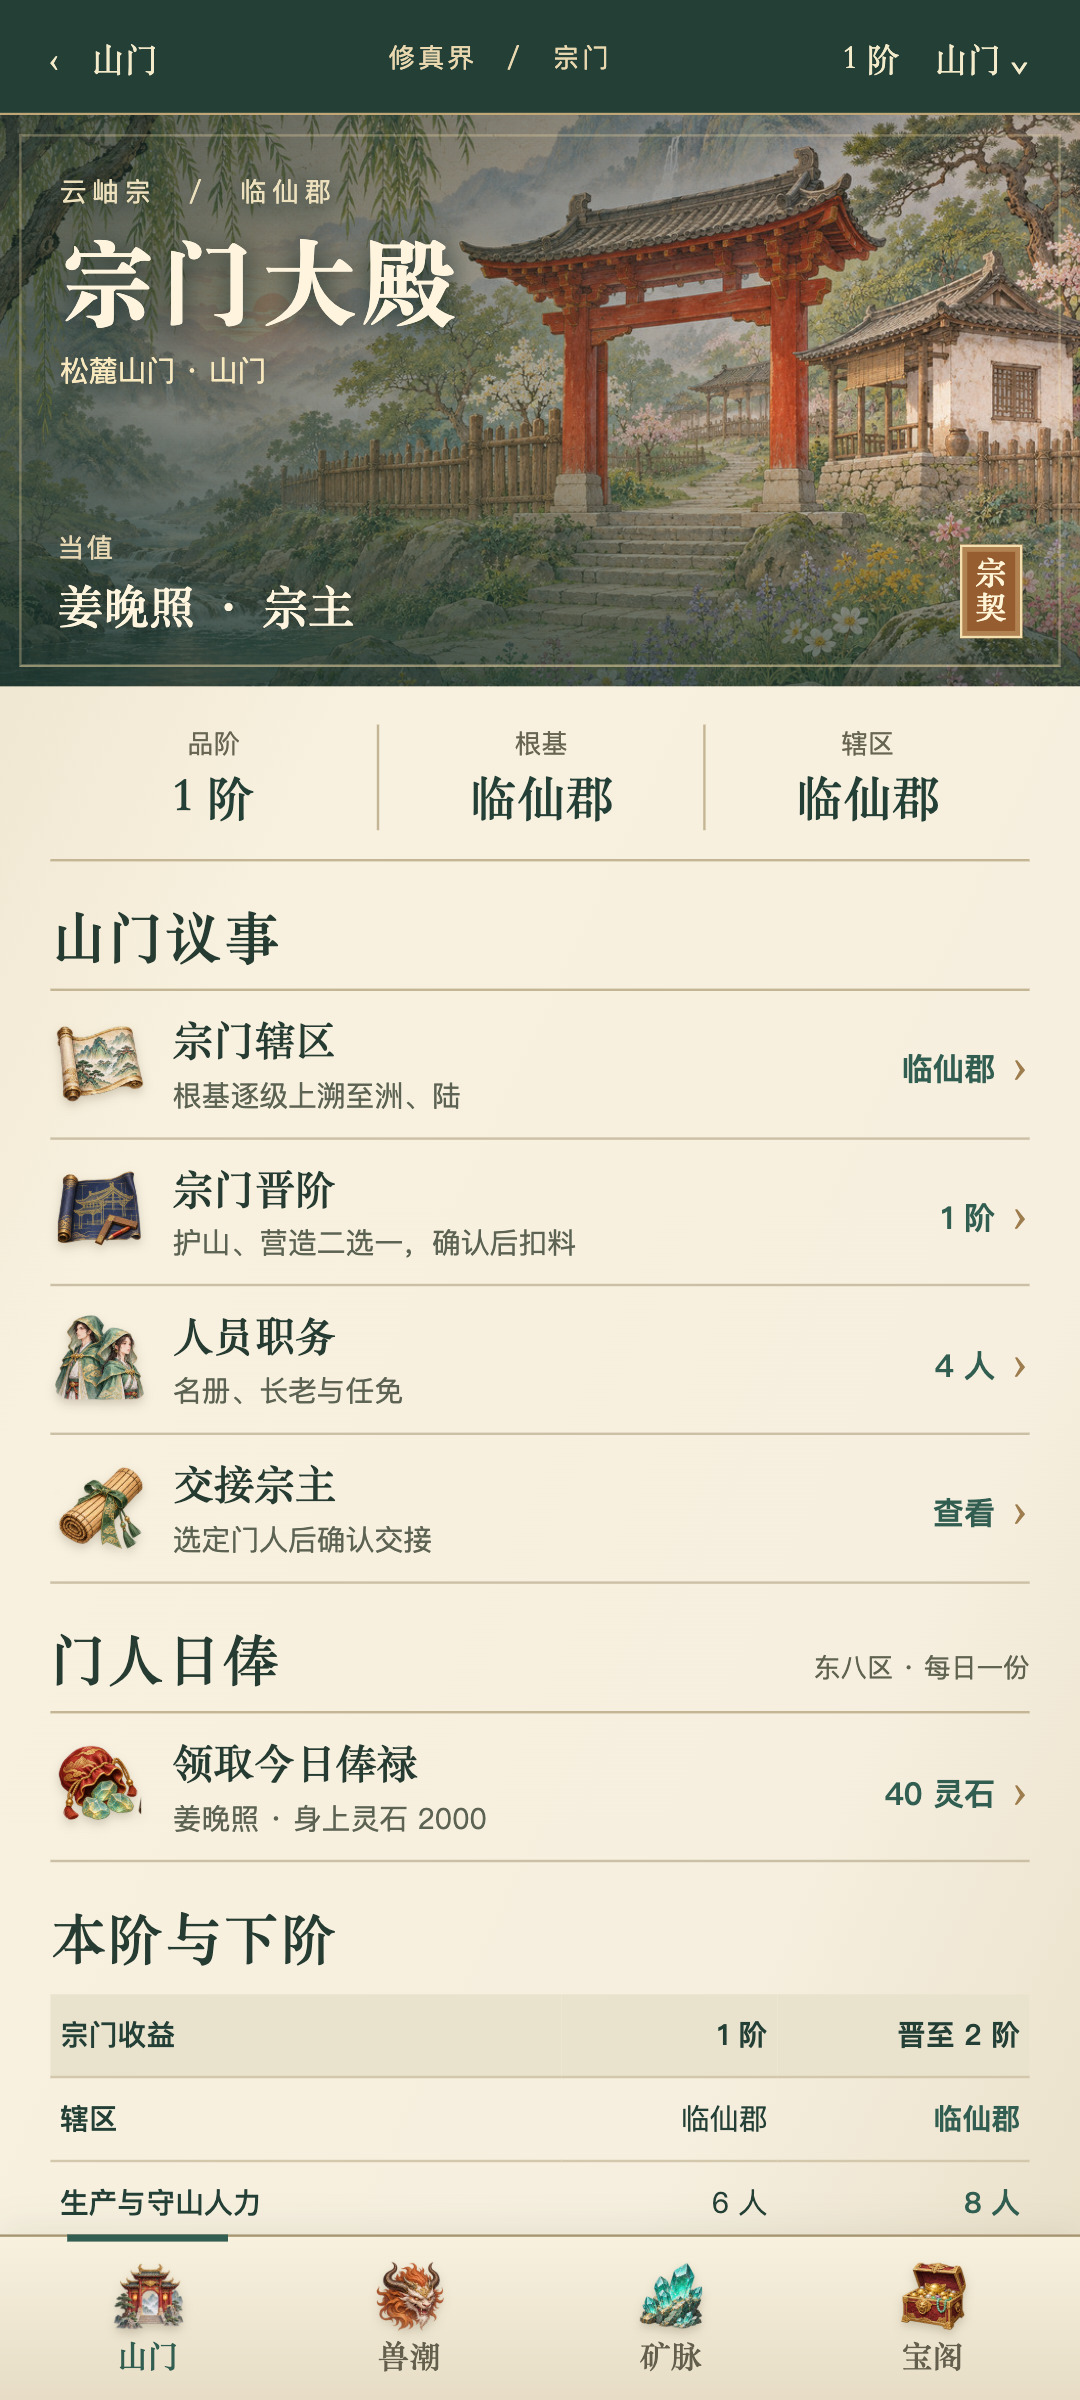 ‹ 山门 修真界 / 宗门 1 阶 山门
云岫宗 / 临仙郡
宗门大殿
松麓山门 · 山门
当值
姜晚照 · 宗主
宗契
品阶 根基 辖区
1 阶 临仙郡 临仙郡
山门议事
宗门辖区
根基逐级上溯至洲、陆
临仙郡 ›
宗门晋阶
护山、营造二选一，确认后扣料
1 阶 ›
人员职务
名册、长老与任免
4 人 ›
交接宗主
选定门人后确认交接
查看 ›
门人日俸 东八区 · 每日一份
领取今日俸禄
姜晚照 · 身上灵石 2000
40 灵石 ›
本阶与下阶
宗门收益 1 阶 晋至 2 阶
辖区 临仙郡 临仙郡
生产与守山人力 6 人 8 人
山门 兽潮 矿脉 宝阁